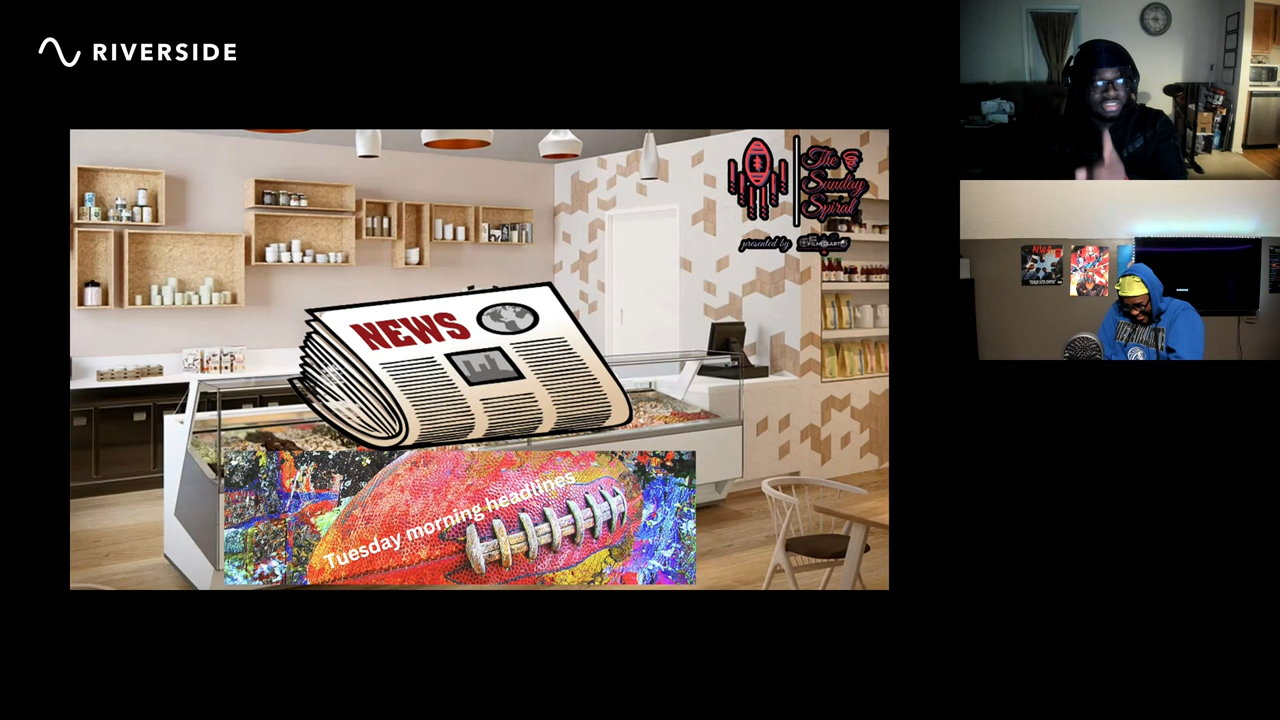 RIVERSIDE
The
Sunday
Spiral
presented by
NEWS
Tuesday morning headlines